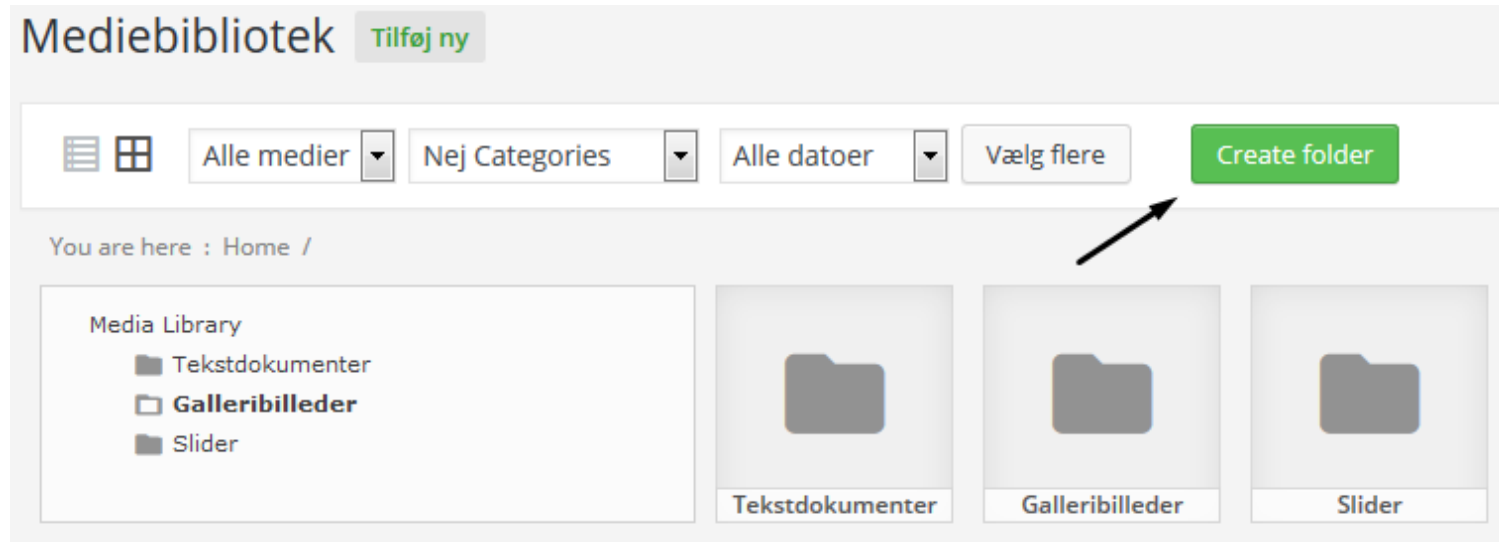 Mediebibliotek Tilføj ny
Alle medier Nej Categories Alle datoer Vælg flere Create folder
You are here : Home /
Media Library
Tekstdokumenter
Galleribilleder
Slider
Tekstdokumenter Galleribilleder Slider